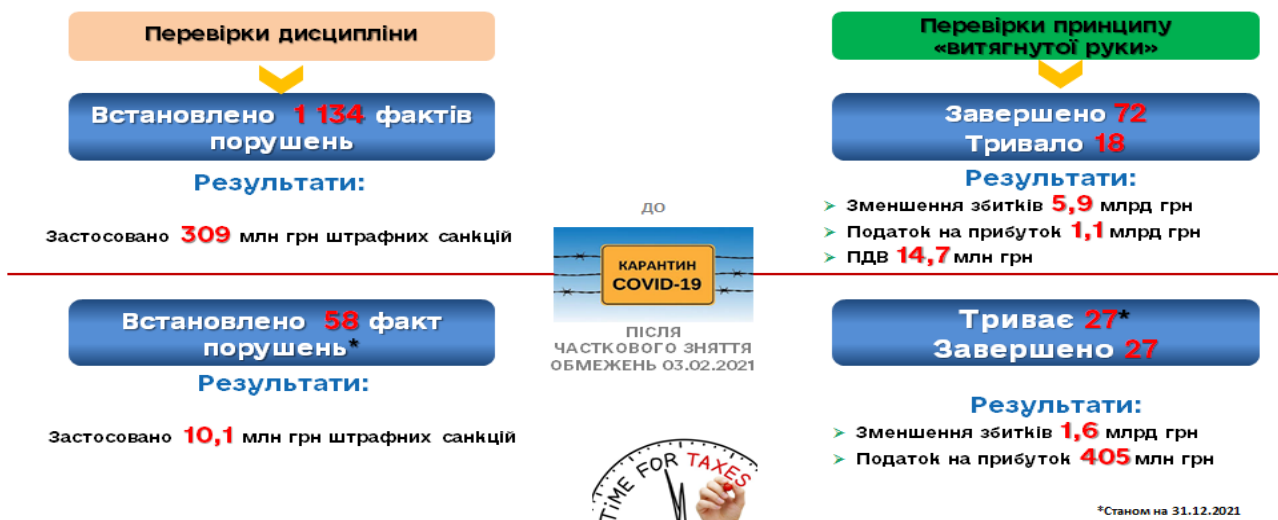 Перевірки дисципліни
Встановлено 1 134 фактів
порушень
Результати:
Застосовано 309 млн грн штрафних санкцій
Перевірки принципу
«витягнутої руки»
Завершено 72
Тривало 18
Результати:
Зменшення збитків 5,9 млрд грн
Податок на прибуток 1,1 млрд грн
ПДВ 14,7 млн грн
ДО
КАРАНТИН
COVID-19
ПІСЛЯ
ЧАСТКОВОГО ЗНЯТТЯ
ОБМЕЖЕНЬ 03.02.2021
Встановлено 58 факт
порушень*
Результати:
Застосовано 10,1 млн грн штрафних санкцій
Триває 27*
Завершено 27
Результати:
Зменшення збитків 1,6 млрд грн
Податок на прибуток 405 млн грн
TIME FOR TAXES
*Станом на 31.12.2021